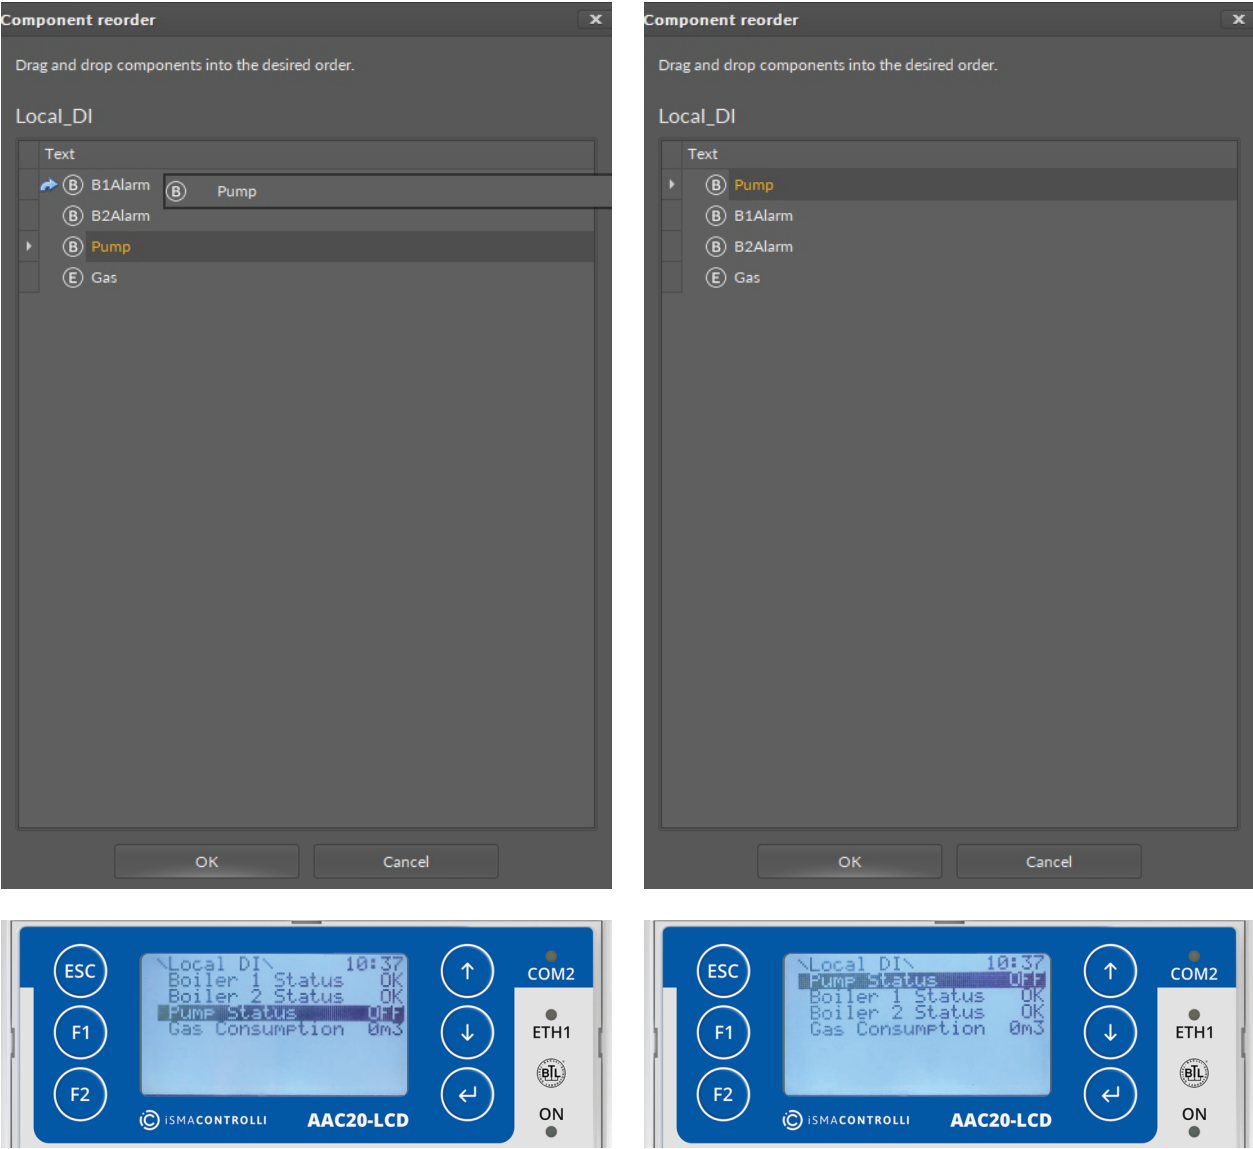 Component reorder
x
Drag and drop components into the desired order.
Local_DI
Text
B B1Alarm
B Pump
B B2Alarm
B Pump
E Gas
OK Cancel
Component reorder
x
Drag and drop components into the desired order.
Local_DI
Text
B Pump
B B1Alarm
B B2Alarm
E Gas
OK Cancel
ESC
F1
F2
\Local DI\ 10:37
Boiler 1 Status OK
Boiler 2 Status OK
Pump Status OFF
Gas Consumption 0m3
iSMACONTROLLI AAC20-LCD
COM2
ETH1
BTL
ON
ESC
F1
F2
\Local DI\ 10:37
Pump Status OFF
Boiler 1 Status OK
Boiler 2 Status OK
Gas Consumption 0m3
iSMACONTROLLI AAC20-LCD
COM2
ETH1
BTL
ON